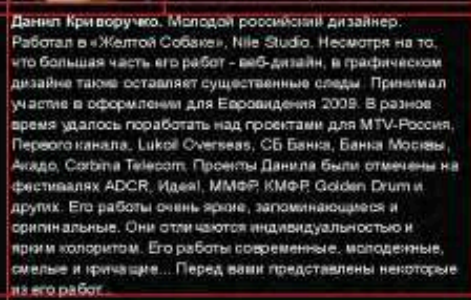 Данил Криворучко. Молодой российский дизайнер.
Работал в «Желтой Собаке», Nile Studio. Несмотря на то,
что большая часть его работ - веб-дизайн, в графическом
дизайне также оставляет существенные следы. Принимал
участие в оформлении для Евровидения 2009. В разное
время удалось поработать над проектами для MTV-Россия,
Первого канала, Lukoil Overseas, СБ Банка, Банка Москвы,
Акадо, Corbina Telecom. Проекты Данила были отмечены на
фестивалях ADCR, Идея!, ММФР, КМФР, Golden Drum и
других. Его работы очень яркие, запоминающиеся и
оригинальные. Они отличаются индивидуальностью и
ярким колоритом. Его работы современные, молодежные,
смелые и кричащие... Перед вами представлены некоторые
из его работ...